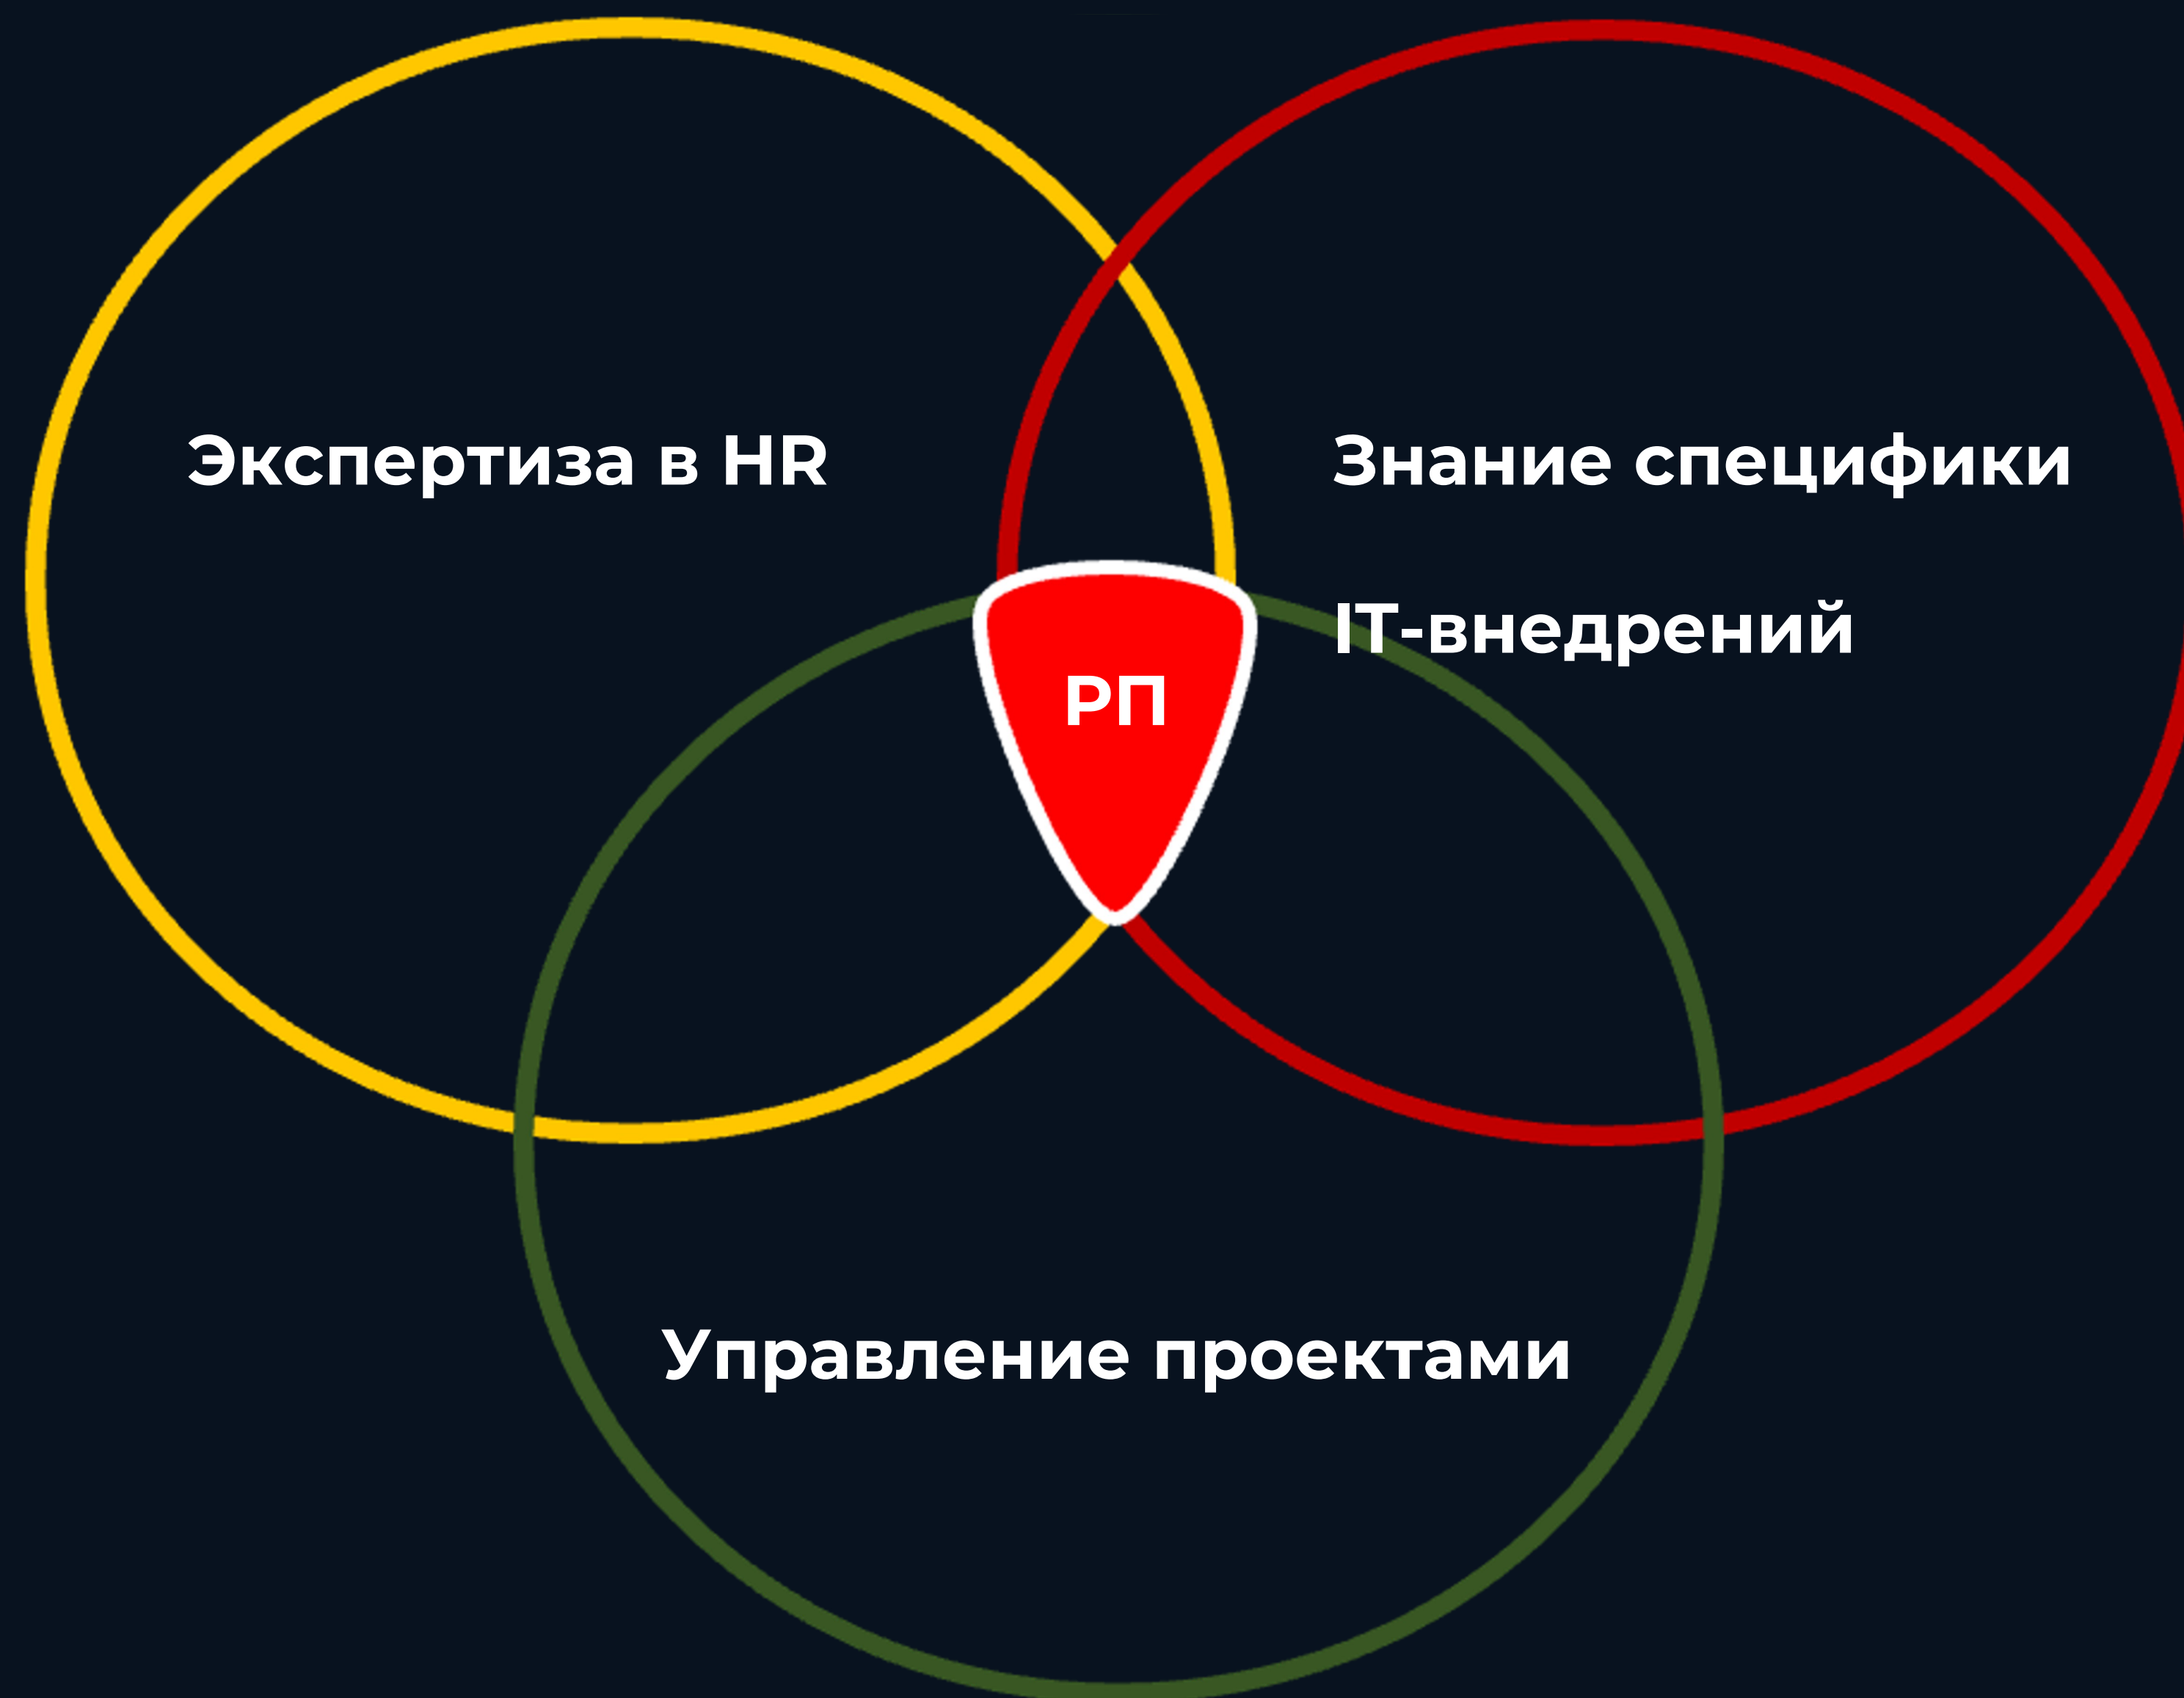 Экспертиза в HR
Знание специфики
IT-внедрений
РП
Управление проектами